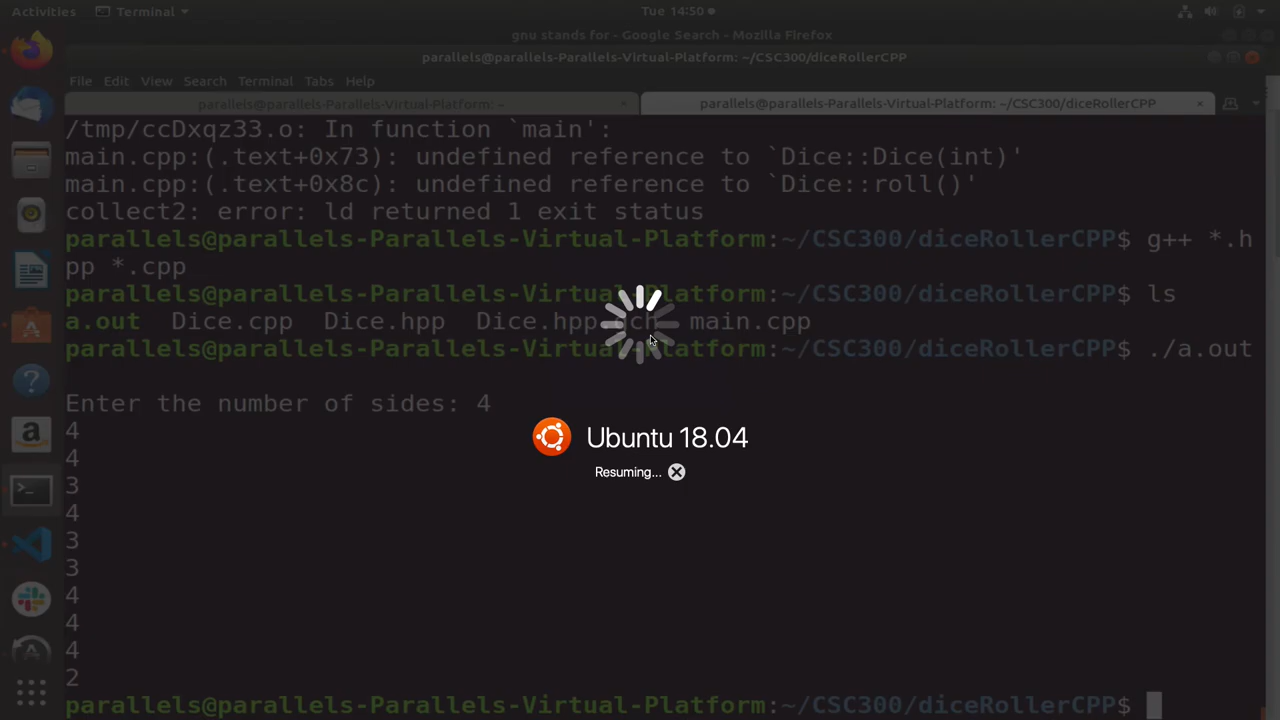 Activities Terminal Tue 14:50
gnu stands for - Google Search - Mozilla Firefox
parallels@parallels-Parallels-Virtual-Platform: ~/CSC300/diceRollerCPP
File Edit View Search Terminal Tabs Help
parallels@parallels-Parallels-Virtual-Platform: ~ × parallels@parallels-Parallels-Virtual-Platform: ~/CSC300/diceRollerCPP ×
/tmp/ccDxqz33.o: In function `main':
main.cpp:(.text+0x73): undefined reference to `Dice::Dice(int)'
main.cpp:(.text+0x8c): undefined reference to `Dice::roll()'
collect2: error: ld returned 1 exit status
parallels@parallels-Parallels-Virtual-Platform:~/CSC300/diceRollerCPP$ g++ *.h
pp *.cpp
parallels@parallels-Parallels-Virtual-Platform:~/CSC300/diceRollerCPP$ ls
a.out Dice.cpp Dice.hpp Dice.hpp.gch main.cpp
parallels@parallels-Parallels-Virtual-Platform:~/CSC300/diceRollerCPP$ ./a.out
Enter the number of sides: 4
4
4
3
4
3
3
4
4
4
2
parallels@parallels-Parallels-Virtual-Platform:~/CSC300/diceRollerCPP$
Ubuntu 18.04
Resuming...